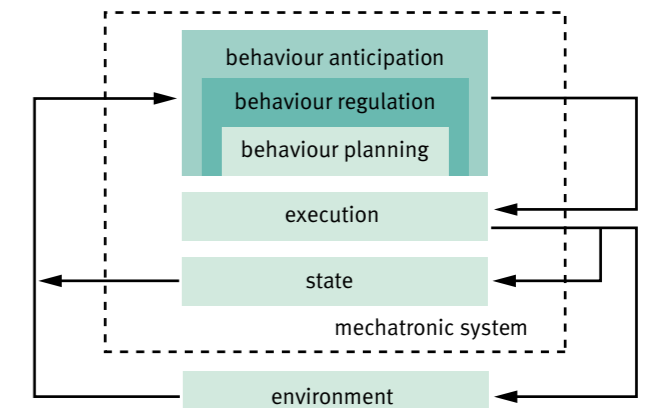 behaviour anticipation
behaviour regulation
behaviour planning
execution
state
mechatronic system
environment